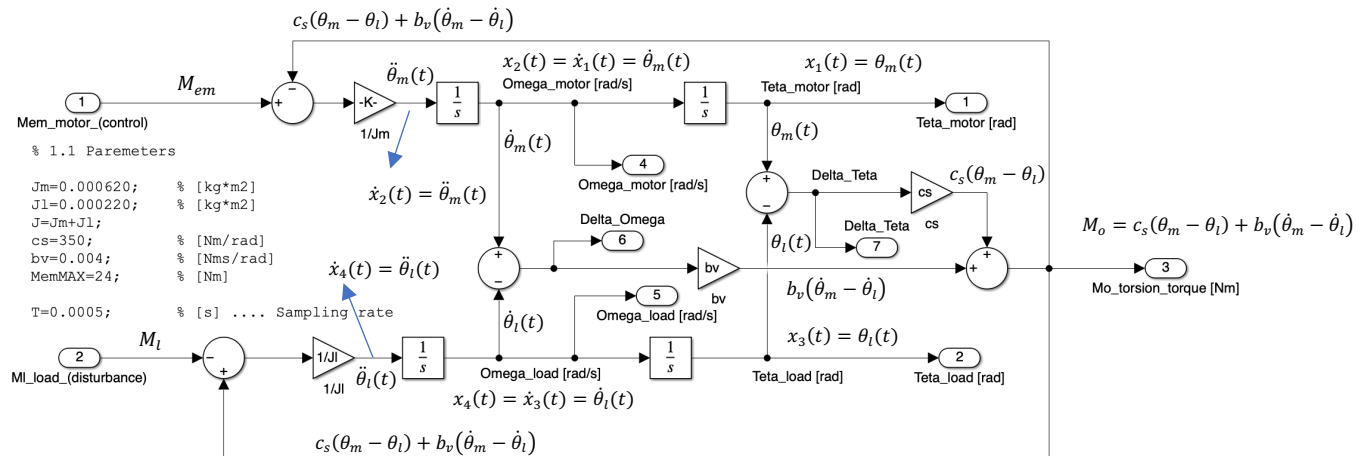 c_s(θ_m − θ_l) + b_v(θ̇_m − θ̇_l)
M_em
1
Mem_motor_(control)
+
−
-K-
1/Jm
θ̈_m(t)
1/s
x_2(t) = ẋ_1(t) = θ̇_m(t)
Omega_motor [rad/s]
1/s
x_1(t) = θ_m(t)
Teta_motor [rad]
1
Teta_motor [rad]
% 1.1 Paremeters
Jm=0.000620; % [kg*m2]
Jl=0.000220; % [kg*m2]
J=Jm+Jl;
cs=350; % [Nm/rad]
bv=0.004; % [Nms/rad]
MemMAX=24; % [Nm]
T=0.0005; % [s] .... Sampling rate
ẋ_2(t) = θ̈_m(t)
θ̇_m(t)
4
Omega_motor [rad/s]
θ_m(t)
+
−
Delta_Teta
cs
cs
c_s(θ_m − θ_l)
Delta_Teta
7
θ_l(t)
Delta_Omega
6
+
−
ẋ_4(t) = θ̈_l(t)
bv
bv
b_v(θ̇_m − θ̇_l)
+
+
M_o = c_s(θ_m − θ_l) + b_v(θ̇_m − θ̇_l)
3
Mo_torsion_torque [Nm]
5
Omega_load [rad/s]
θ̇_l(t)
M_l
2
Ml_load_(disturbance)
−
+
1/Jl
1/Jl
θ̈_l(t)
1/s
Omega_load [rad/s]
x_4(t) = ẋ_3(t) = θ̇_l(t)
1/s
x_3(t) = θ_l(t)
Teta_load [rad]
2
Teta_load [rad]
c_s(θ_m − θ_l) + b_v(θ̇_m − θ̇_l)